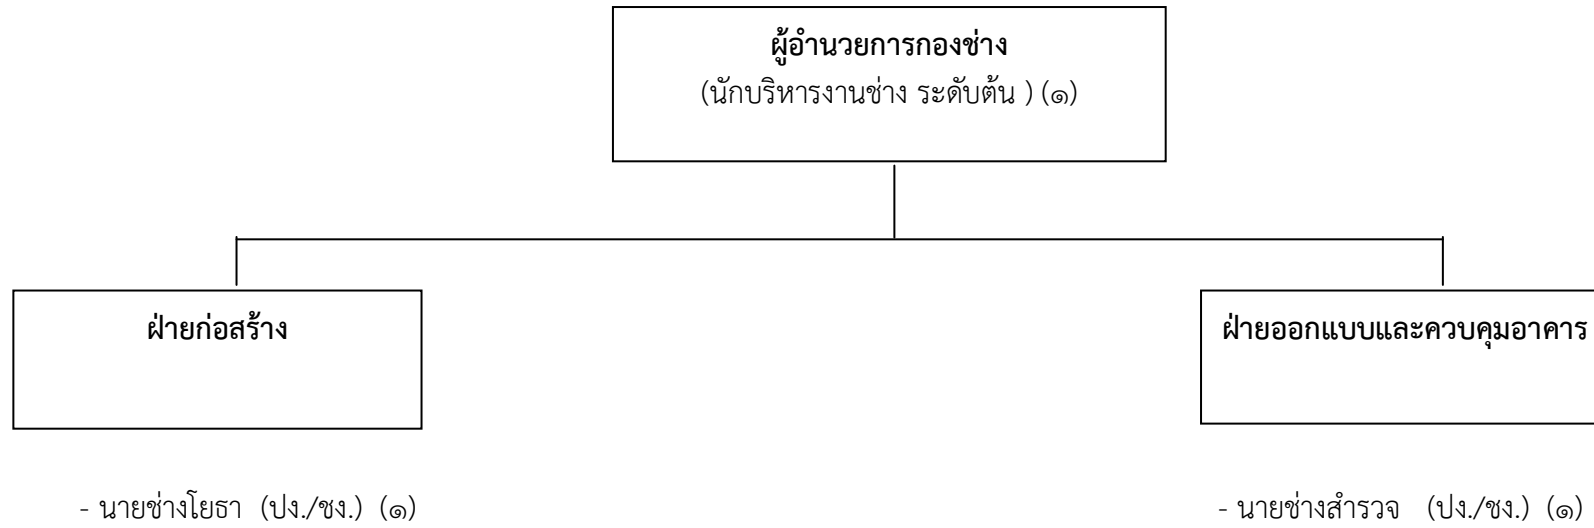 ผู้อำนวยการกองช่าง
(นักบริหารงานช่าง ระดับต้น ) (๑)
ฝ่ายก่อสร้าง
ฝ่ายออกแบบและควบคุมอาคาร
- นายช่างโยธา (ปง./ชง.) (๑)
- นายช่างสำรวจ (ปง./ชง.) (๑)